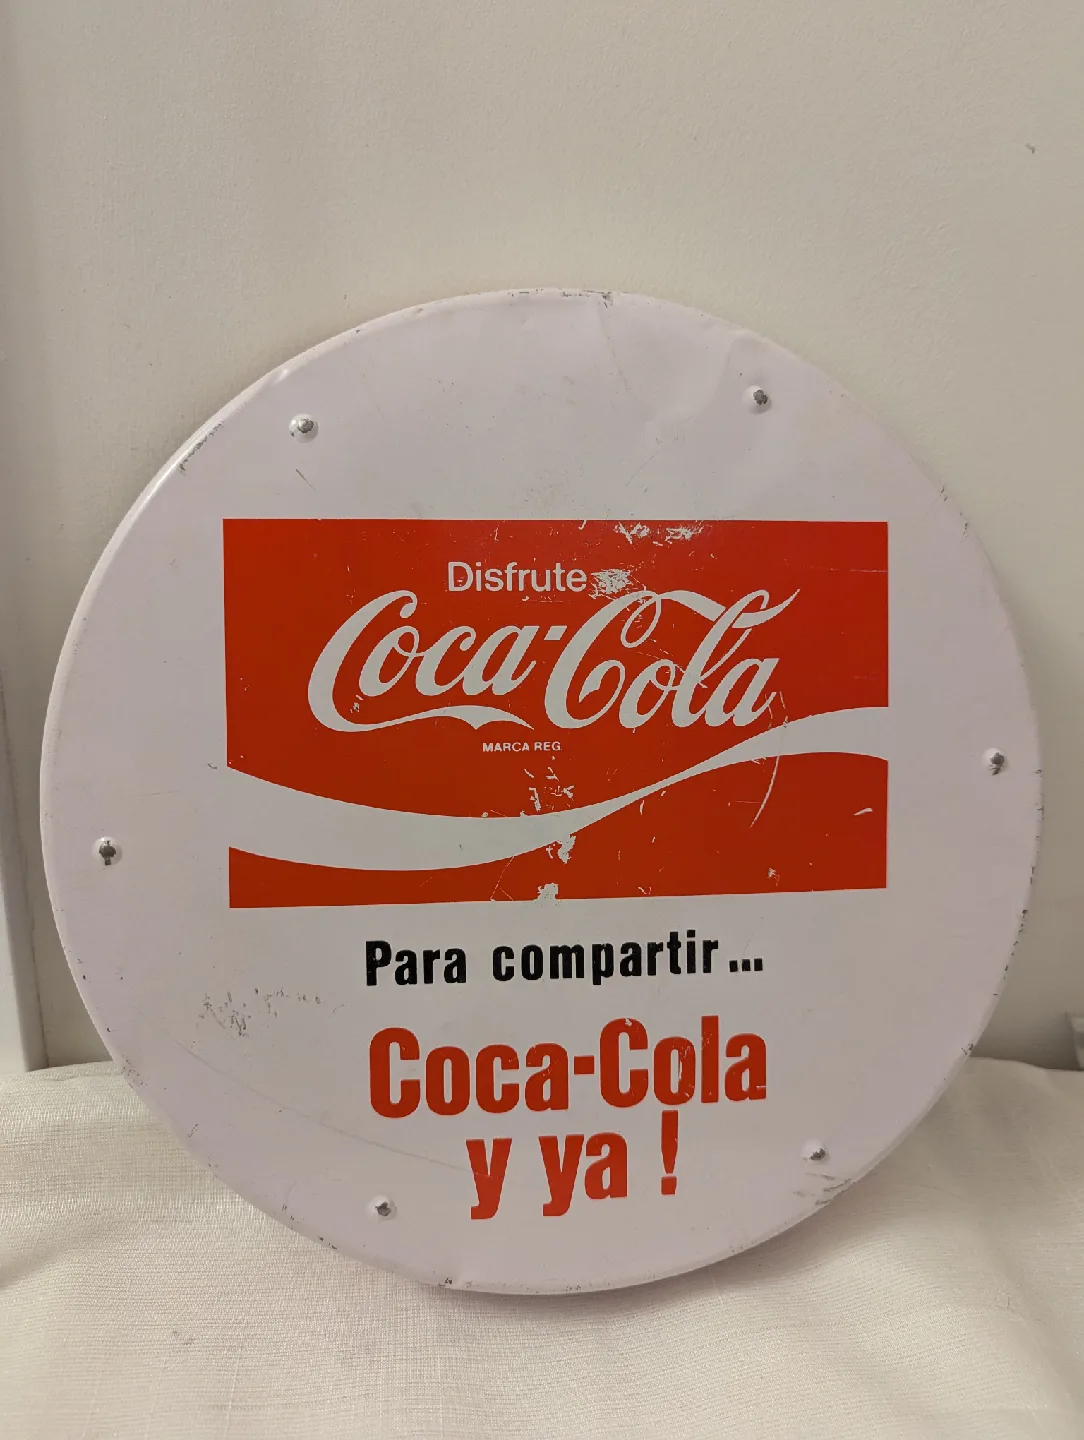 Disfrute
Coca-Cola
MARCA REG.
Para compartir...
Coca-Cola
y ya !